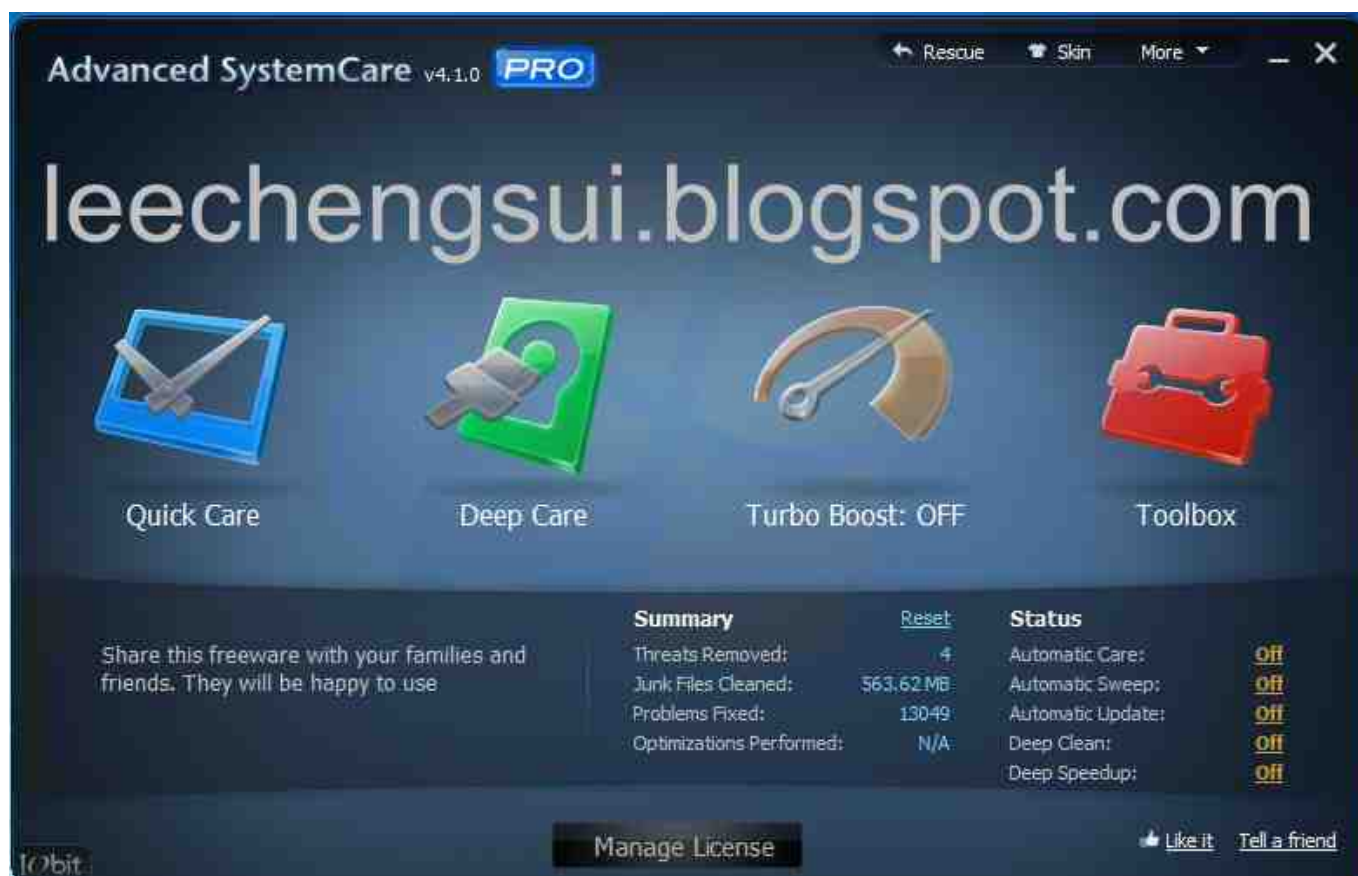 Advanced SystemCare v4.1.0 PRO
Rescue Skin More
leechengsui.blogspot.com
Quick Care
Deep Care
Turbo Boost: OFF
Toolbox
Share this freeware with your families and
friends. They will be happy to use
Summary Reset
Threats Removed: 4
Junk Files Cleaned: 563.62 MB
Problems Fixed: 13049
Optimizations Performed: N/A
Status
Automatic Care: Off
Automatic Sweep: Off
Automatic Update: Off
Deep Clean: Off
Deep Speedup: Off
IObit
Manage License
Like it Tell a friend